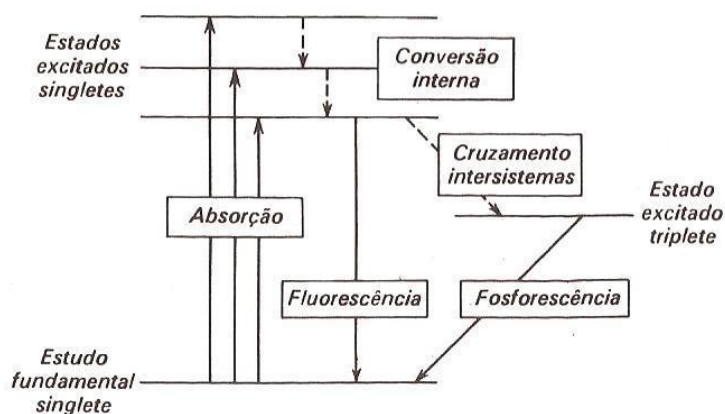 Estados
excitados
singletes
Conversão
interna
Cruzamento
intersistemas
Estado
excitado
triplete
Absorção
Fluorescência
Fosforescência
Estudo
fundamental
singlete